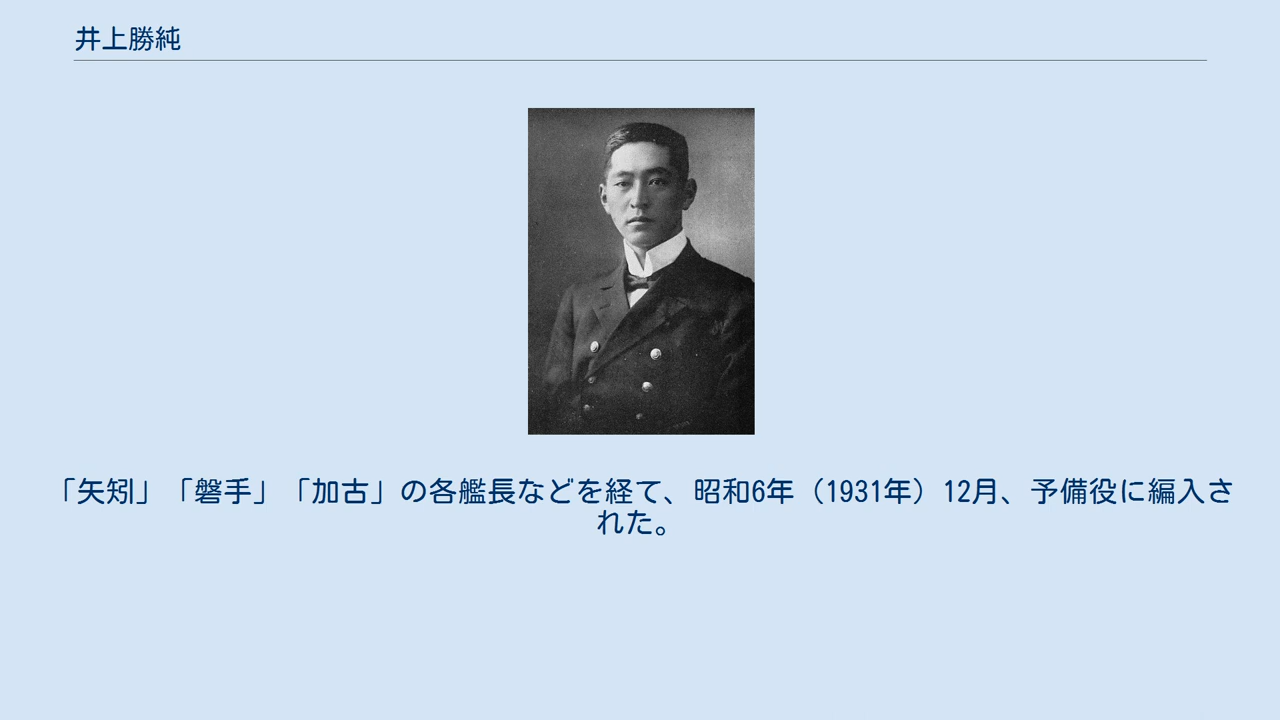 井上勝純
「矢矧」「磐手」「加古」の各艦長などを経て、昭和6年（1931年）12月、予備役に編入さ
れた。